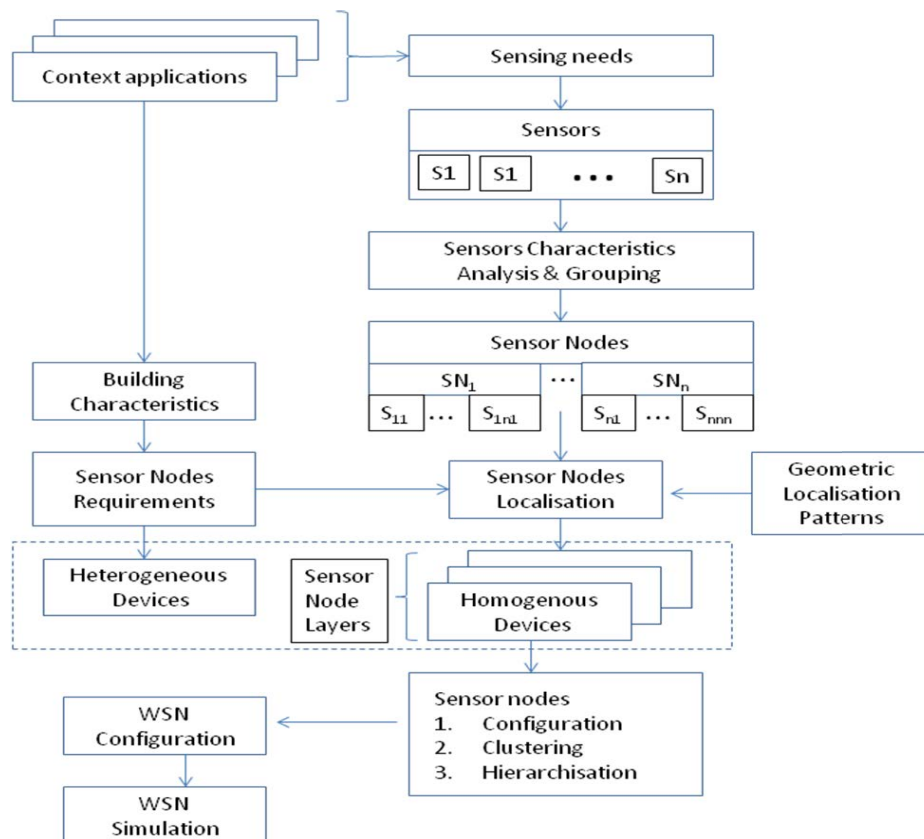 Context applications
Sensing needs
Sensors
S1 S1 ... Sn
Sensors Characteristics
Analysis & Grouping
Sensor Nodes
SN1 ... SNn
S11 ... S1n1 Sn1 ... Snnn
Building
Characteristics
Sensor Nodes
Requirements
Sensor Nodes
Localisation
Geometric
Localisation
Patterns
Heterogeneous
Devices
Sensor
Node
Layers
Homogenous
Devices
Sensor nodes
1. Configuration
2. Clustering
3. Hierarchisation
WSN
Configuration
WSN
Simulation